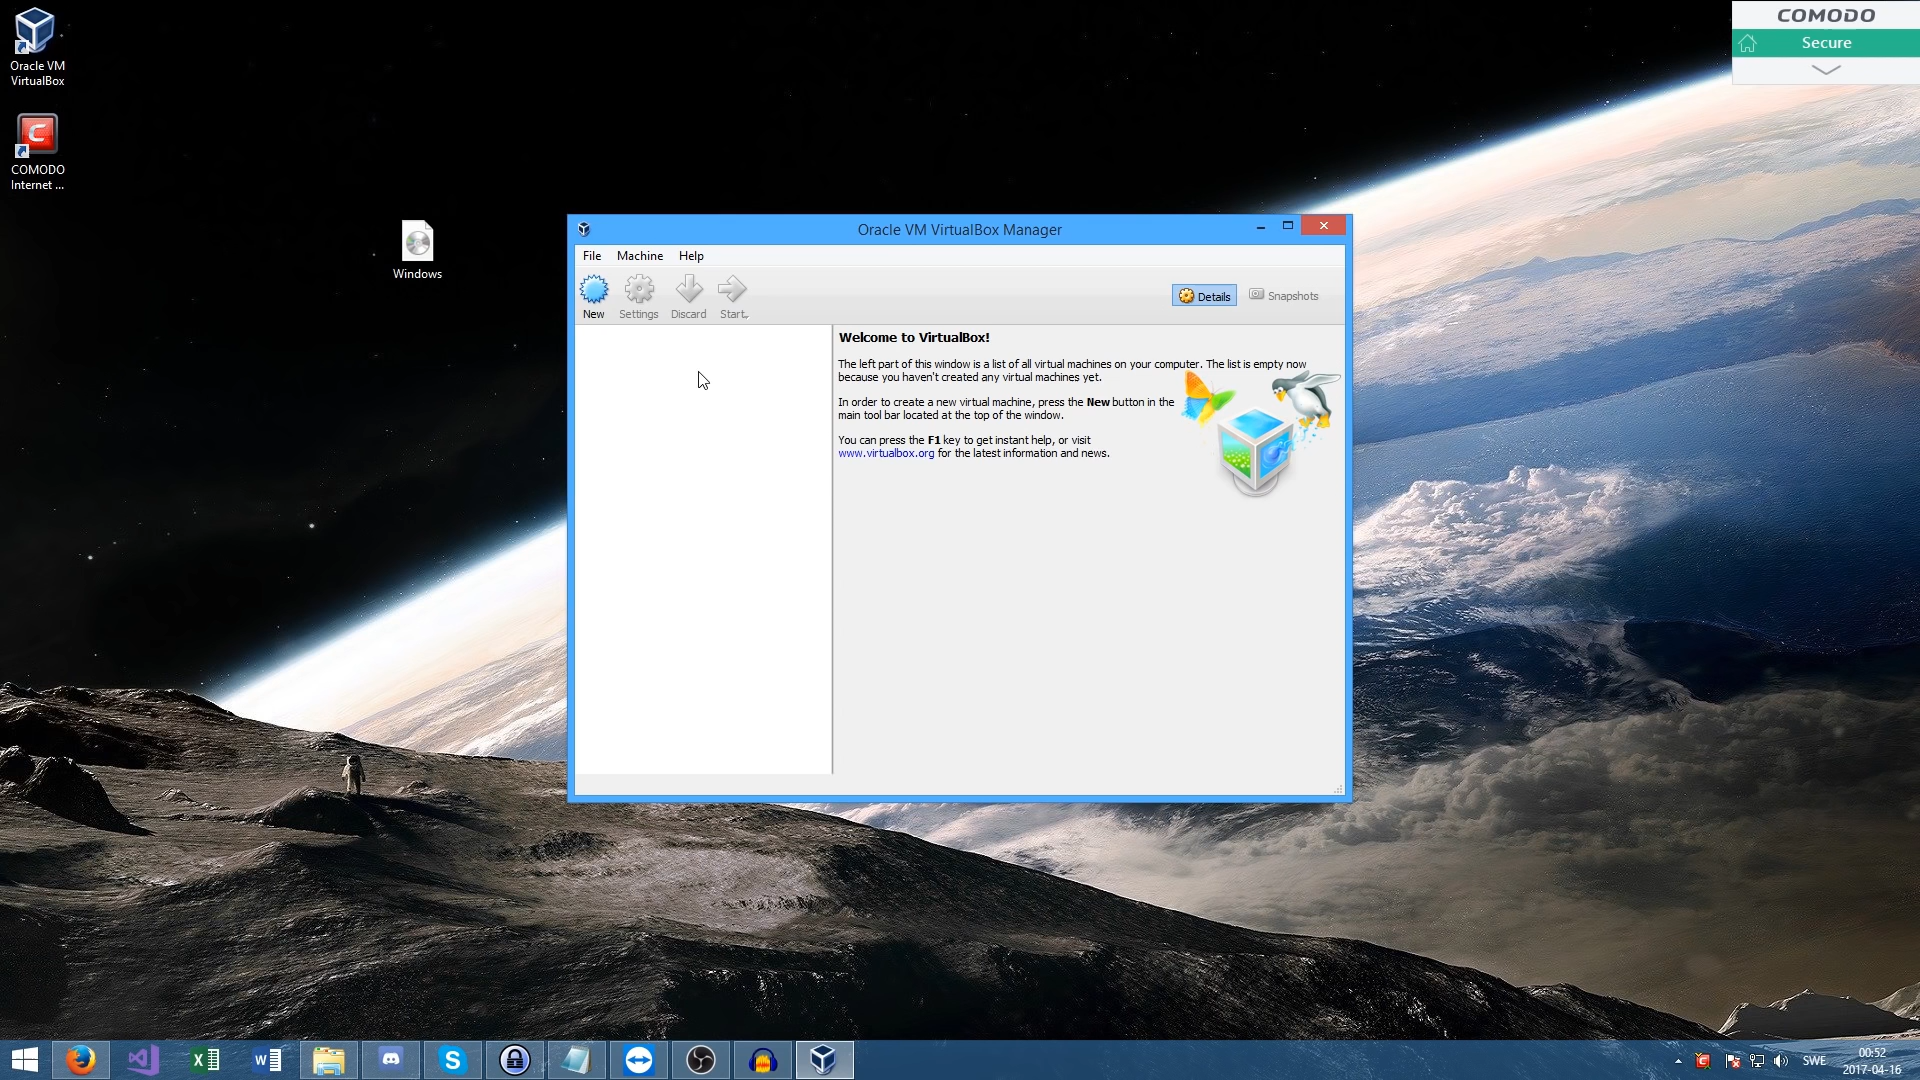 Oracle VM
VirtualBox
COMODO
Internet ...
Windows
COMODO
Secure
Oracle VM VirtualBox Manager
File Machine Help
New Settings Discard Start
Details Snapshots
Welcome to VirtualBox!
The left part of this window is a list of all virtual machines on your computer. The list is empty now
because you haven't created any virtual machines yet.
In order to create a new virtual machine, press the New button in the
main tool bar located at the top of the window.
You can press the F1 key to get instant help, or visit
www.virtualbox.org for the latest information and news.
SWE
00:52
2017-04-16